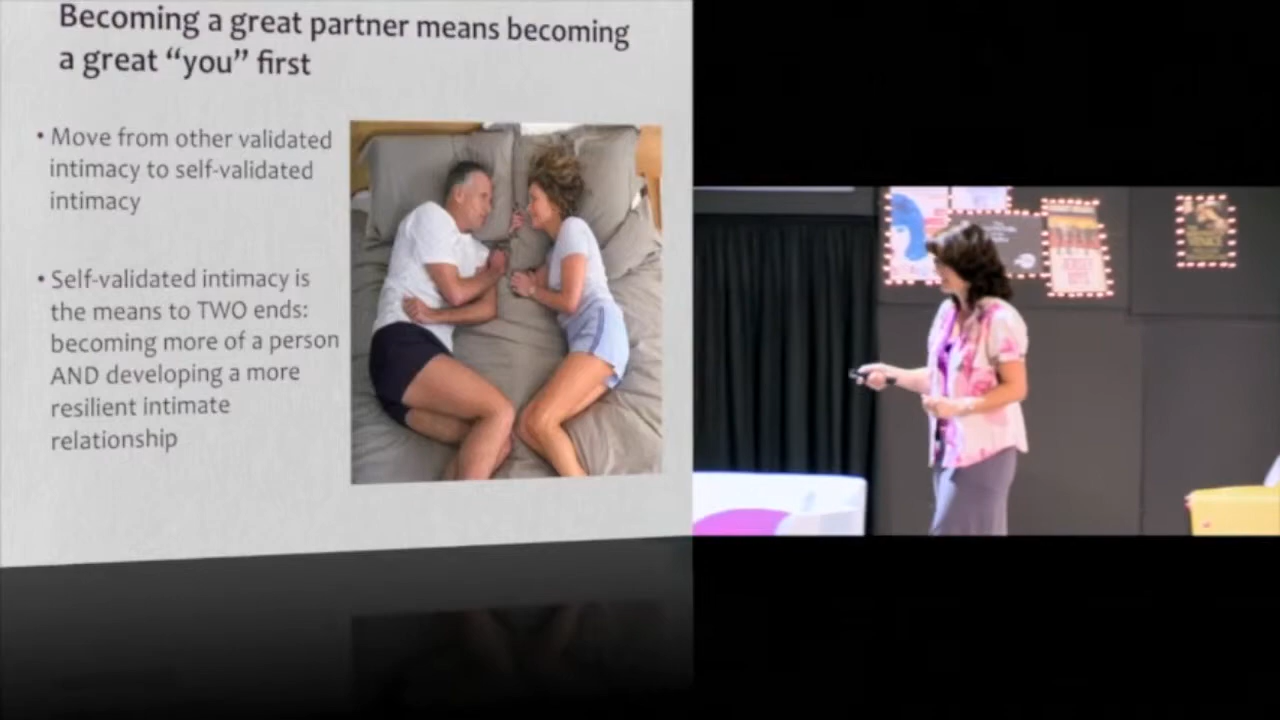 Becoming a great partner means becoming
a great “you” first
• Move from other validated
intimacy to self-validated
intimacy
• Self-validated intimacy is
the means to TWO ends:
becoming more of a person
AND developing a more
resilient intimate
relationship